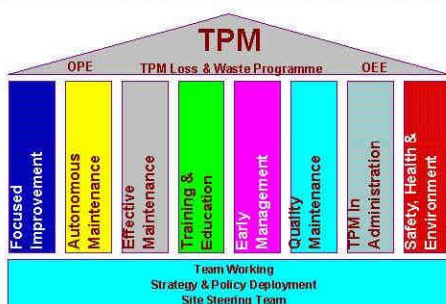 TPM
OPE TPM Loss & Waste Programme OEE
Focused
Improvement
Autonomous
Maintenance
Effective
Maintenance
Training &
Education
Early
Management
Quality
Maintenance
TPM In
Administration
Safety, Health &
Environment
Team Working
Strategy & Policy Deployment
Site Steering Team